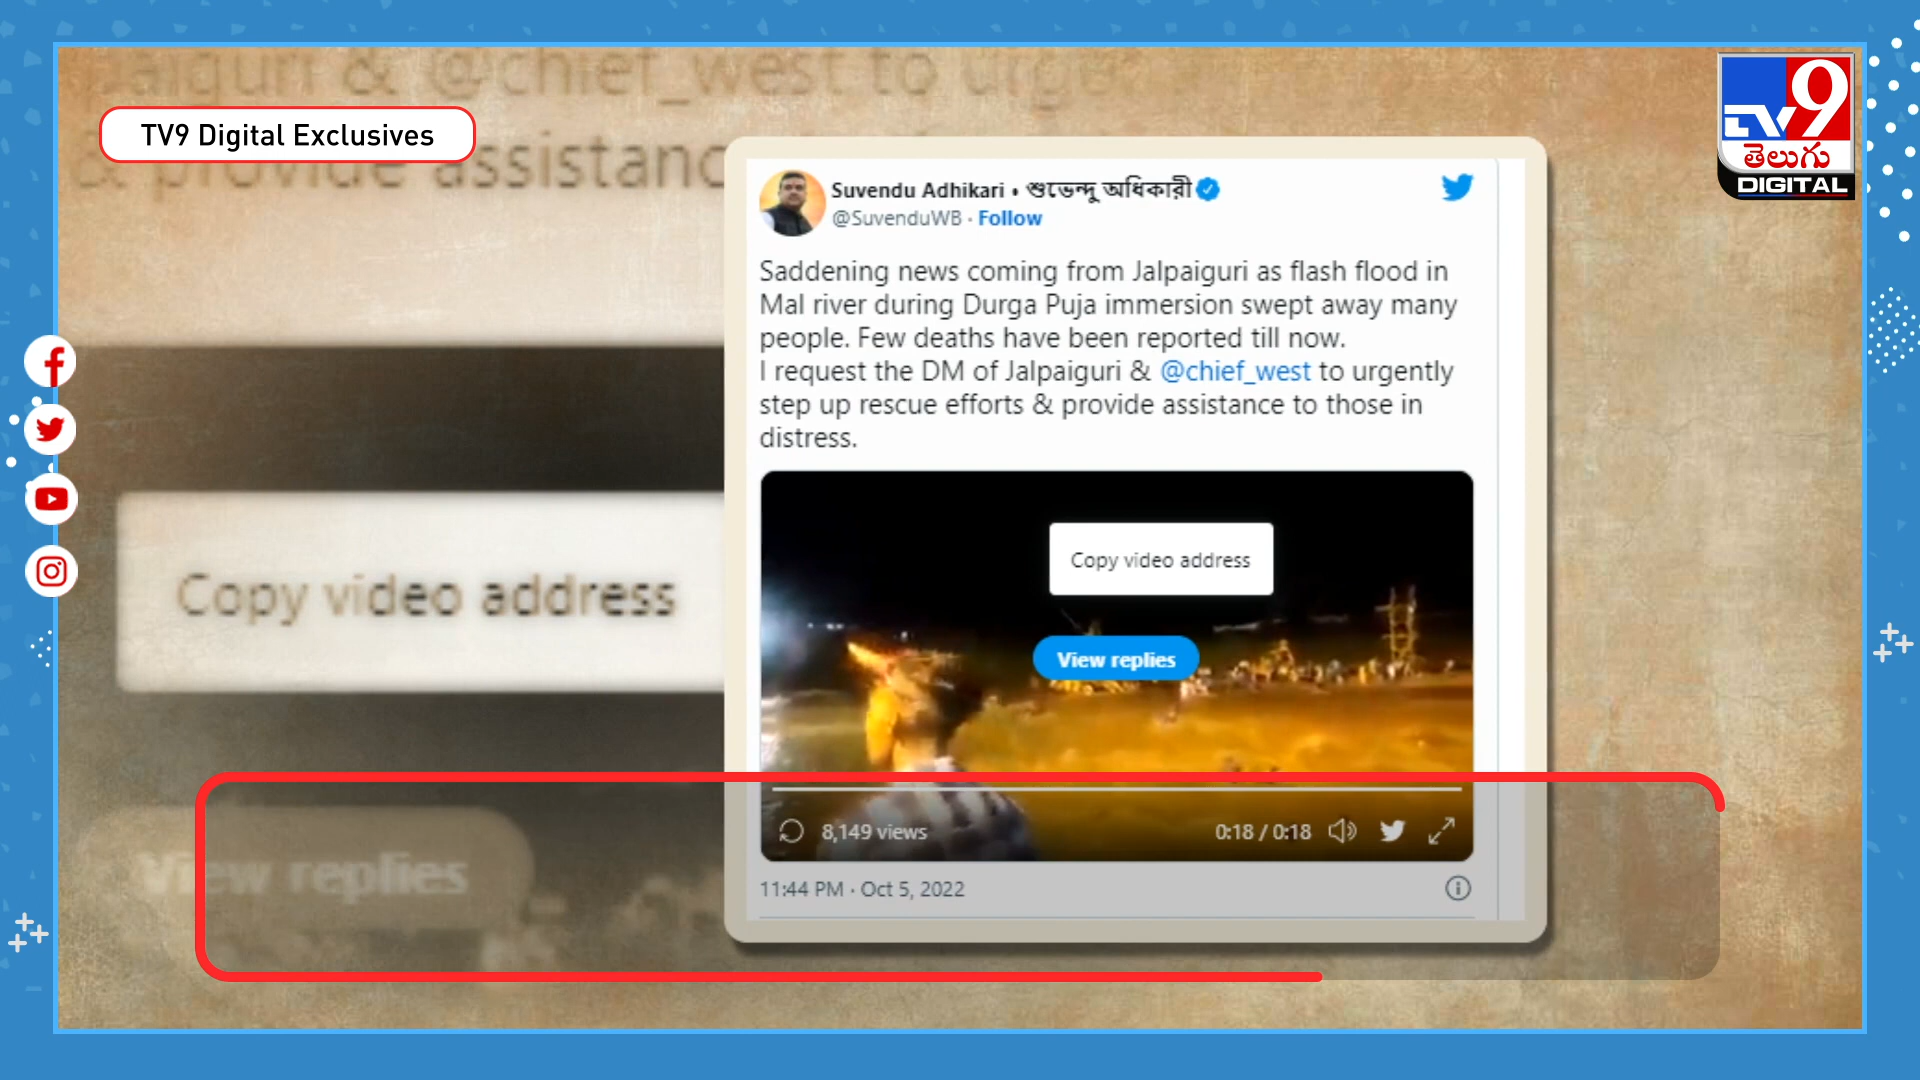 aiguri & @chief_west to urge
TV9 Digital Exclusives
& provide assistanc
TV9
తెలుగు
DIGITAL
Suvendu Adhikari • শুভেন্দু অধিকারী
@SuvenduWB · Follow
Saddening news coming from Jalpaiguri as flash flood in
Mal river during Durga Puja immersion swept away many
people. Few deaths have been reported till now.
I request the DM of Jalpaiguri & @chief_west to urgently
step up rescue efforts & provide assistance to those in
distress.
Copy video address
Copy video address
View replies
View replies
8,149 views
0:18 / 0:18
11:44 PM · Oct 5, 2022